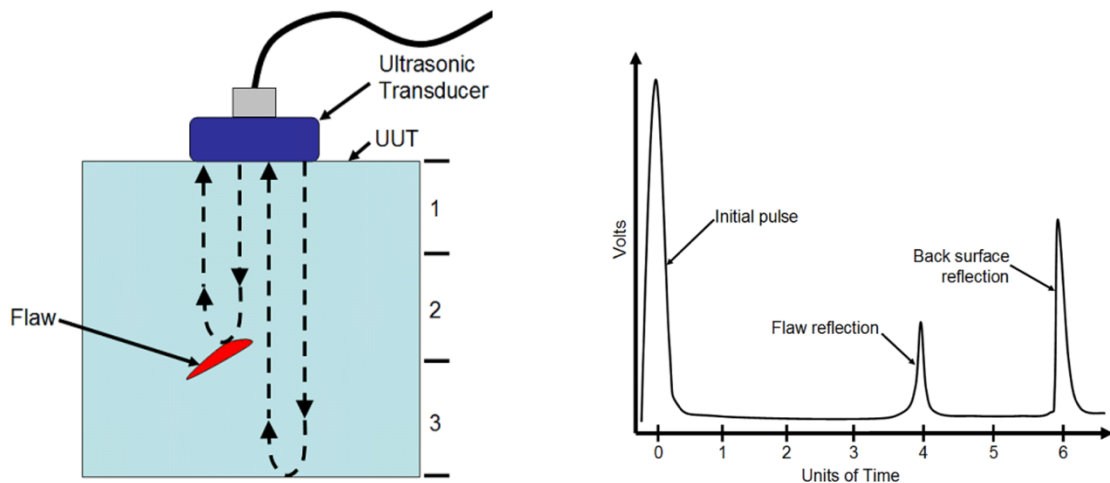 Ultrasonic
Transducer
UUT
1
2
3
Flaw
Volts
Initial pulse
Flaw reflection
Back surface
reflection
0 1 2 3 4 5 6
Units of Time